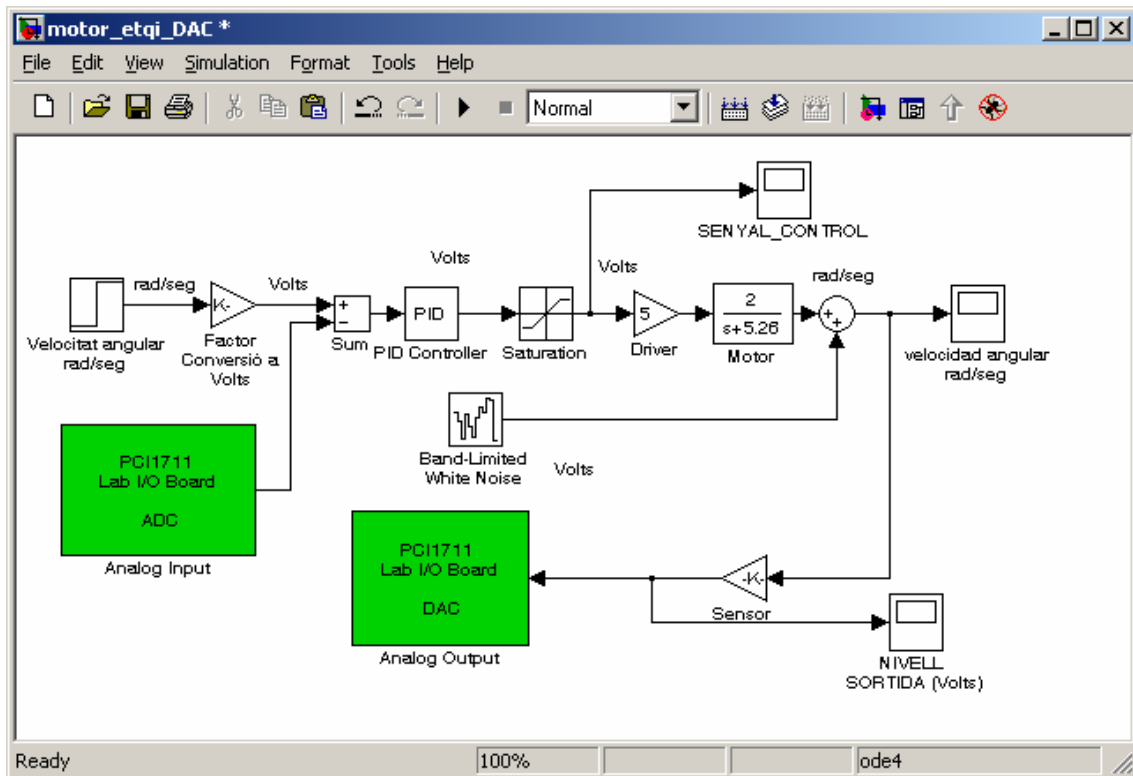 motor_etqi_DAC *
File Edit View Simulation Format Tools Help
Normal
SENYAL_CONTROL
Volts
Volts
rad/seg
rad/seg
Volts
-K-
+
−
PID
5
2
s+5.26
+
+
Velocitat angular
rad/seg
Factor
Conversió a
Volts
Sum
PID Controller
Saturation
Driver
Motor
velocidad angular
rad/seg
PCI1711
Lab I/O Board
ADC
Analog Input
Band-Limited
White Noise
Volts
PCI1711
Lab I/O Board
DAC
Analog Output
-K-
Sensor
NIVELL
SORTIDA (Volts)
Ready
100%
ode4